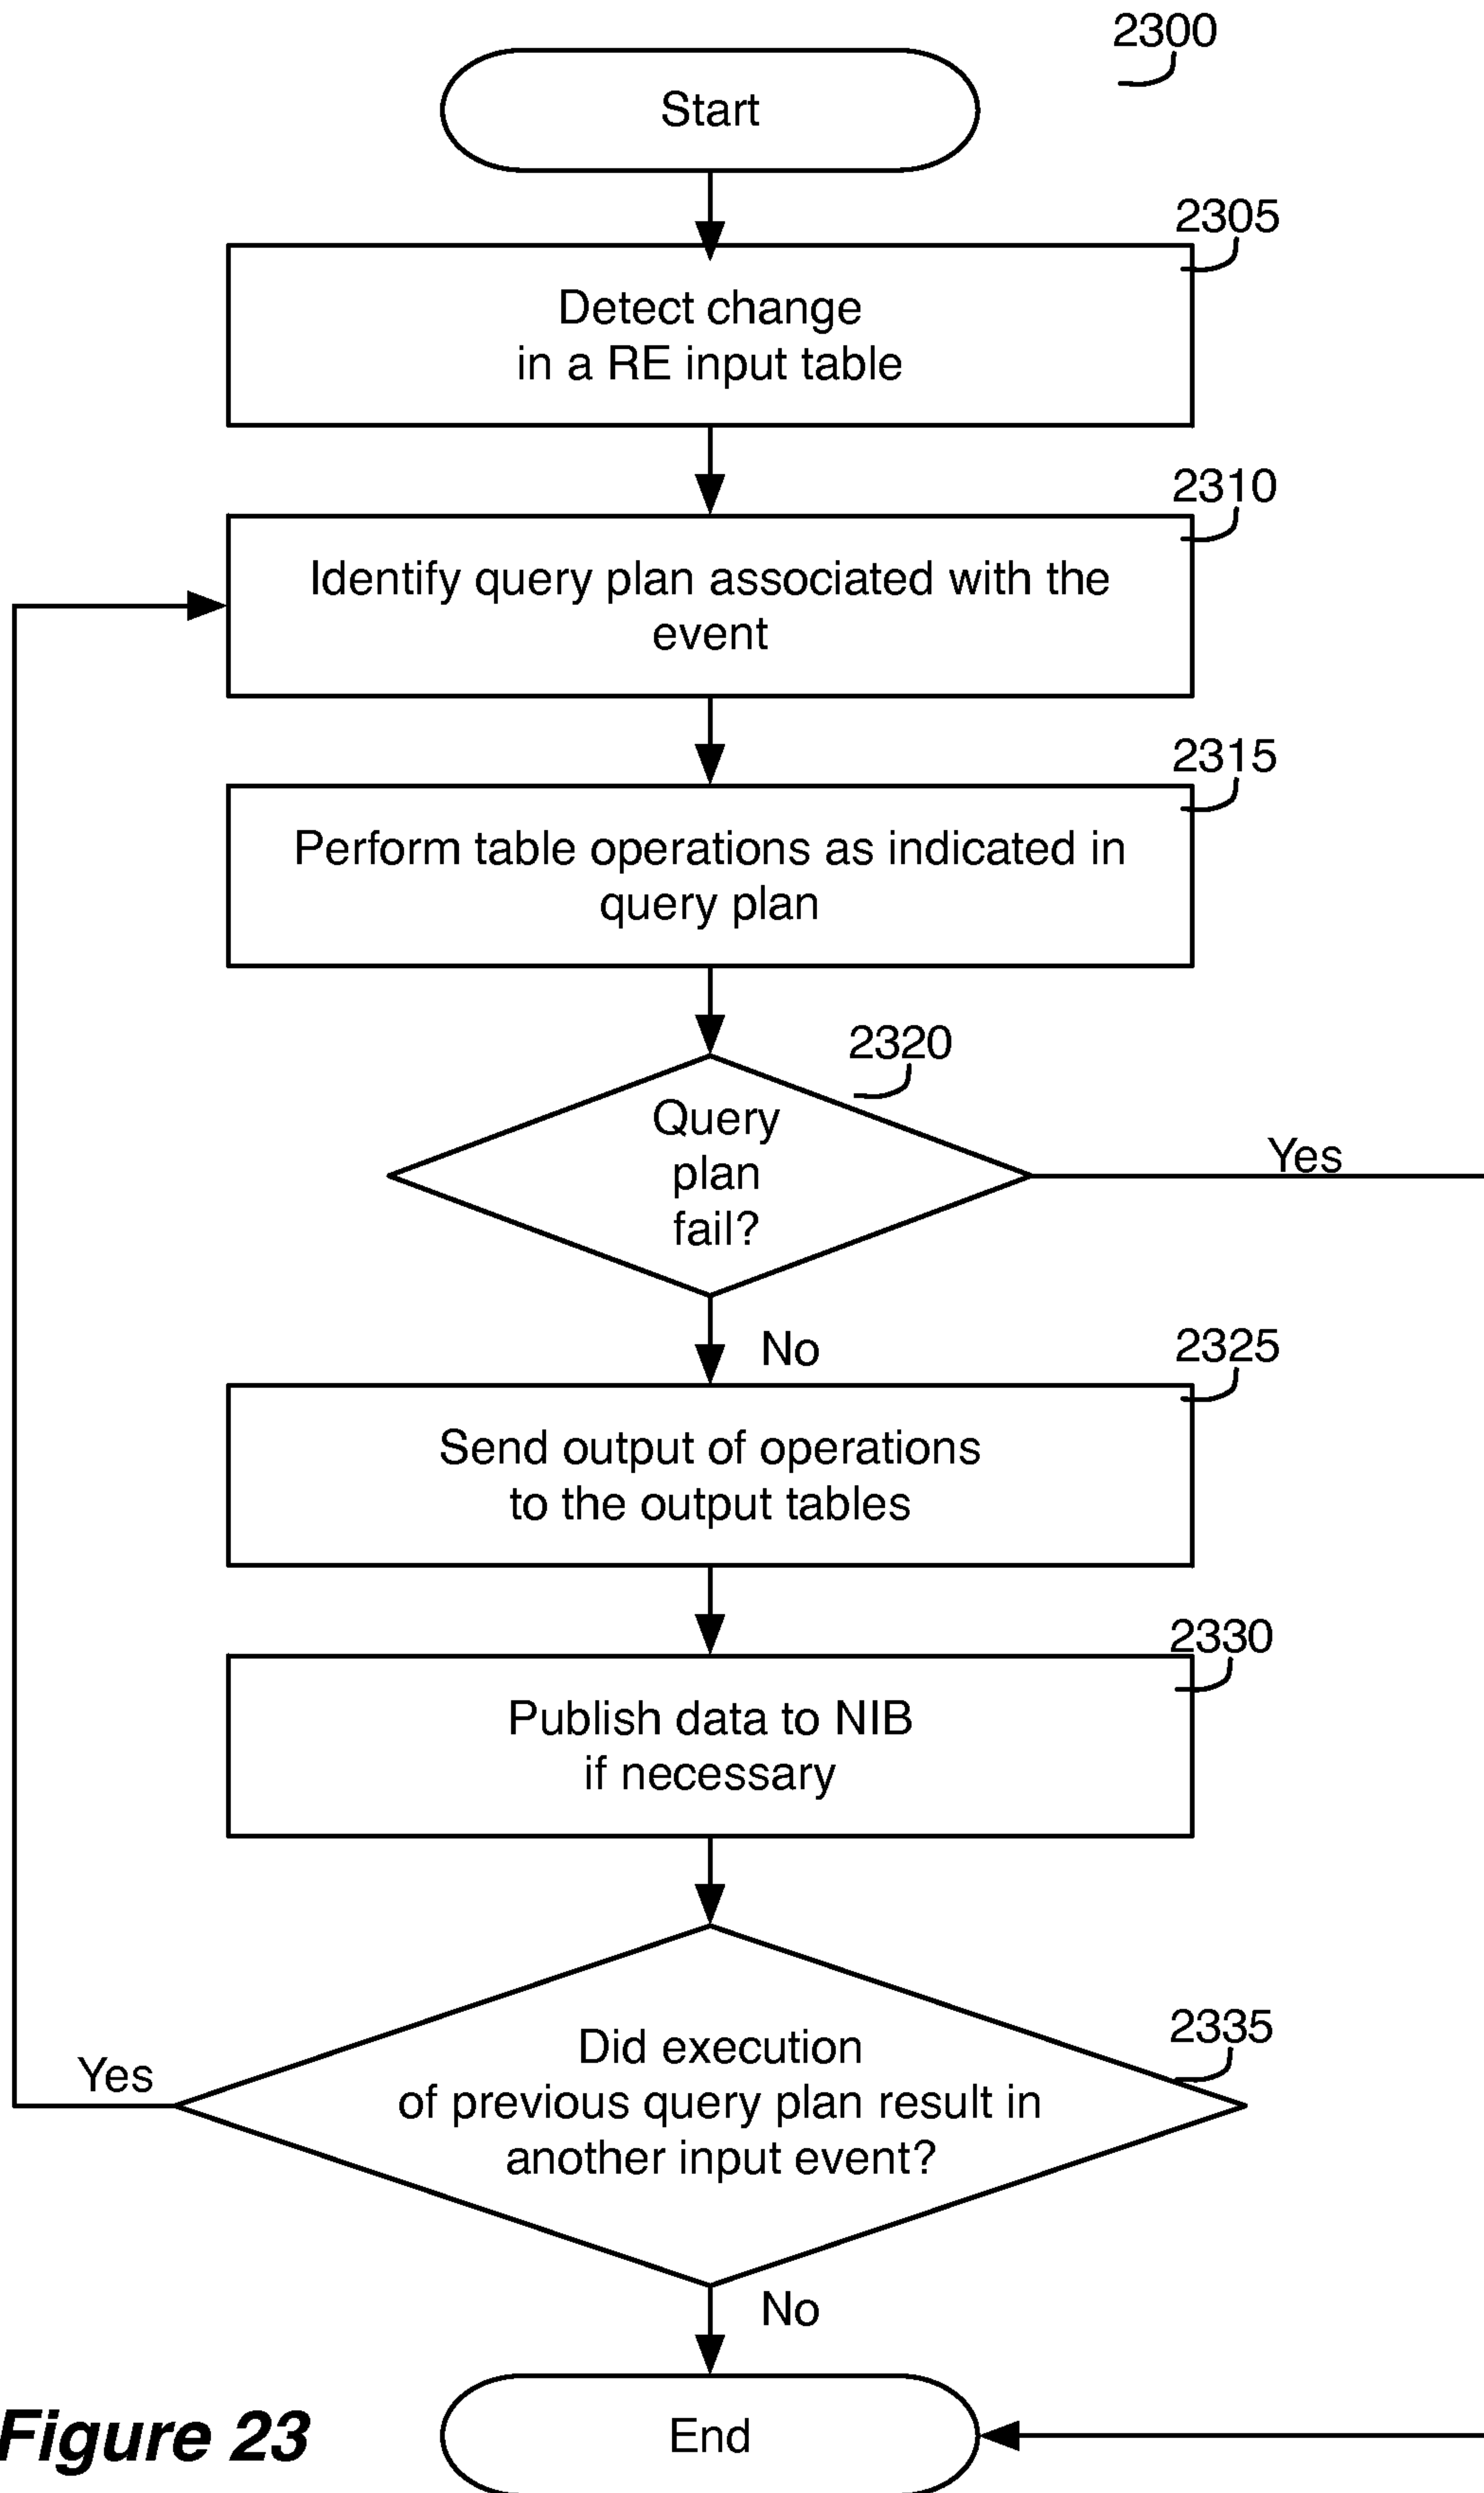 2300
Start
2305
Detect change
in a RE input table
2310
Identify query plan associated with the
event
2315
Perform table operations as indicated in
query plan
2320
Query
plan
fail?
Yes
No
2325
Send output of operations
to the output tables
2330
Publish data to NIB
if necessary
2335
Did execution
of previous query plan result in
another input event?
Yes
No
End
Figure 23